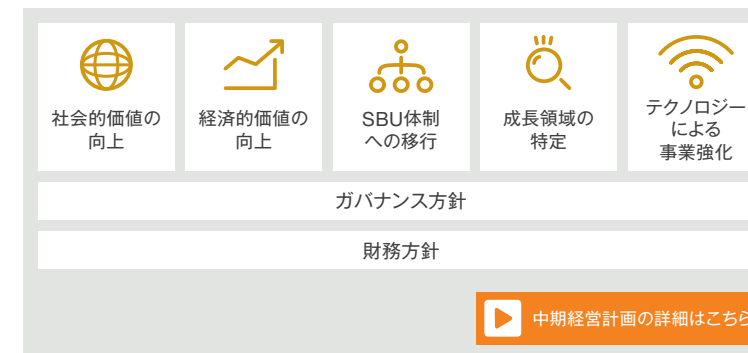 社会的価値の
向上
経済的価値の
向上
SBU体制
への移行
成長領域の
特定
テクノロジー
による
事業強化
ガバナンス方針
財務方針
中期経営計画の詳細はこちら